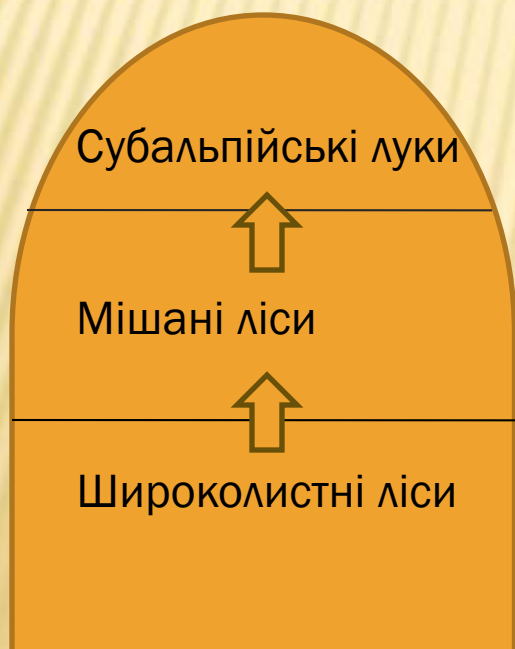 Субальпійські луки
Мішані ліси
Широколистні ліси